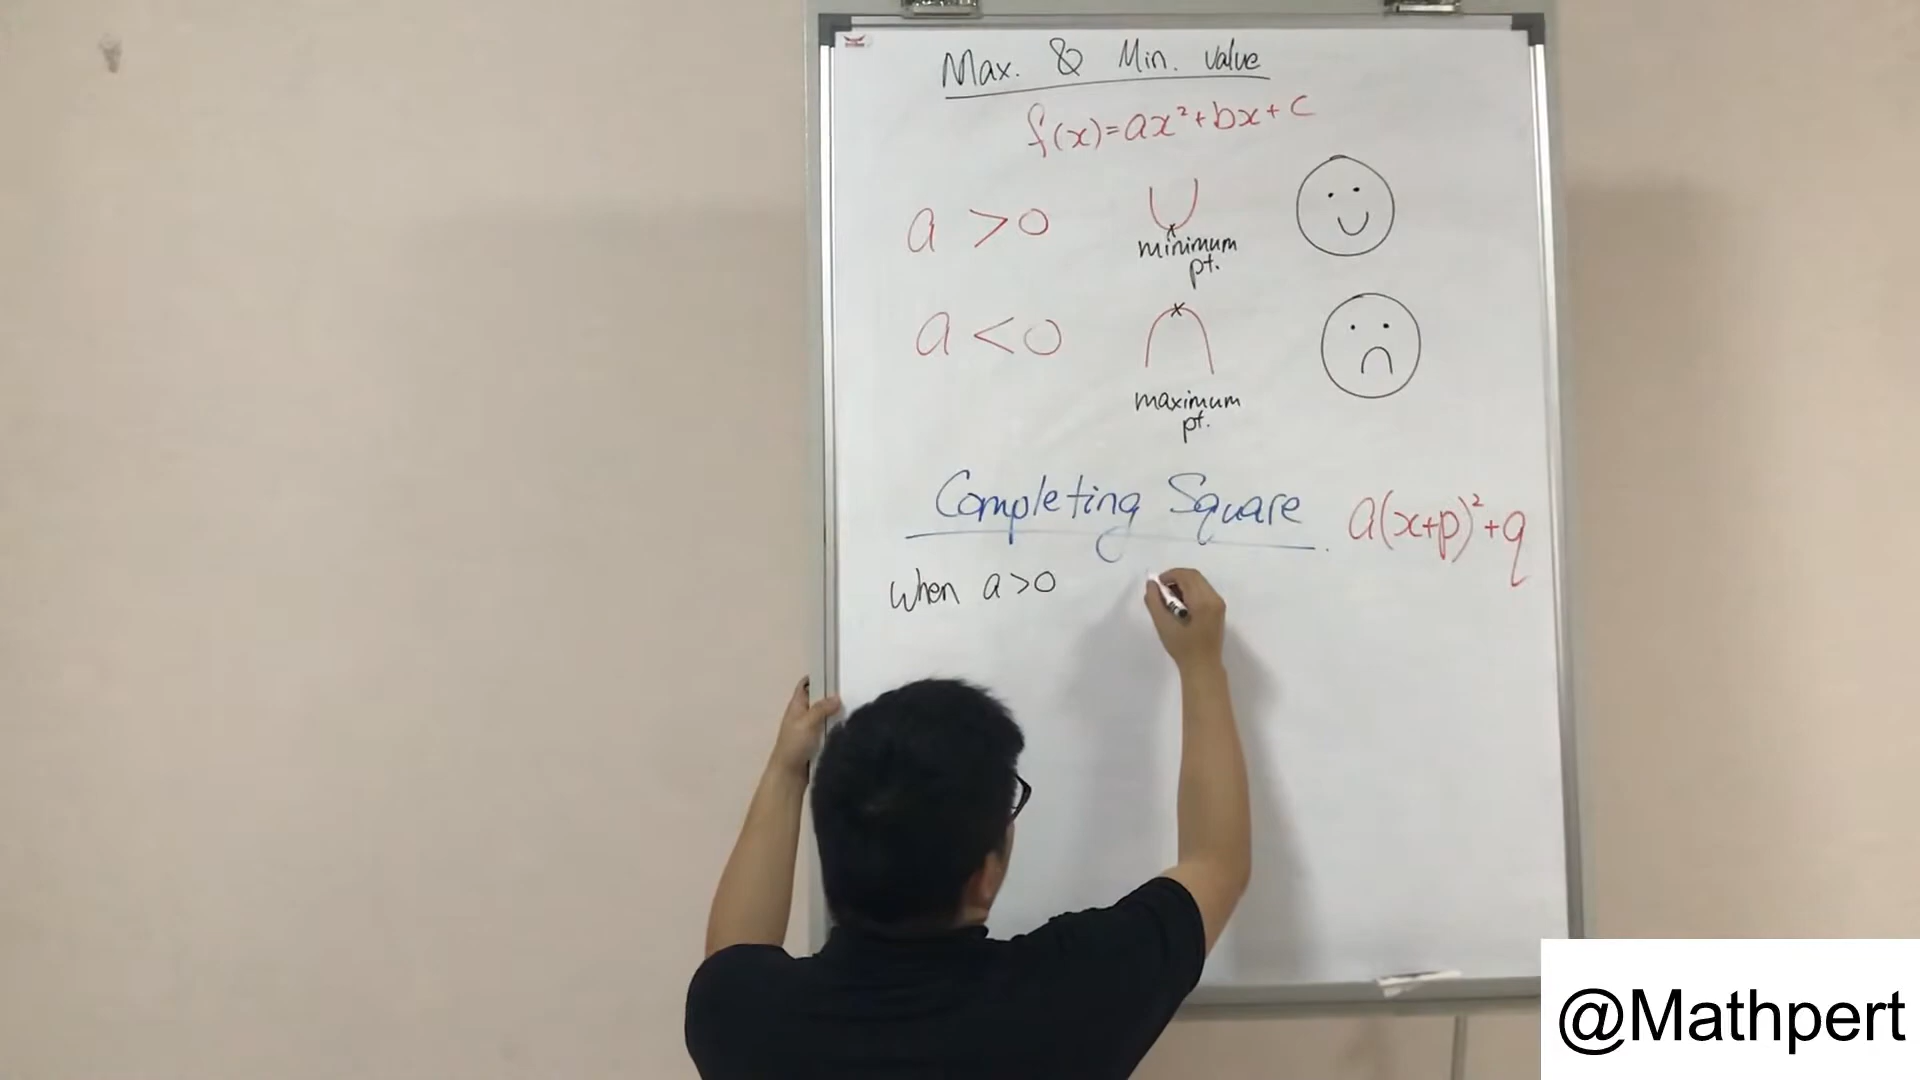 Max. & Min. value
f(x)=ax²+bx+c
a >0
minimum
pt.
a <0
maximum
pt.
Completing Square. a(x+p)²+q
When a>0
@Mathpert